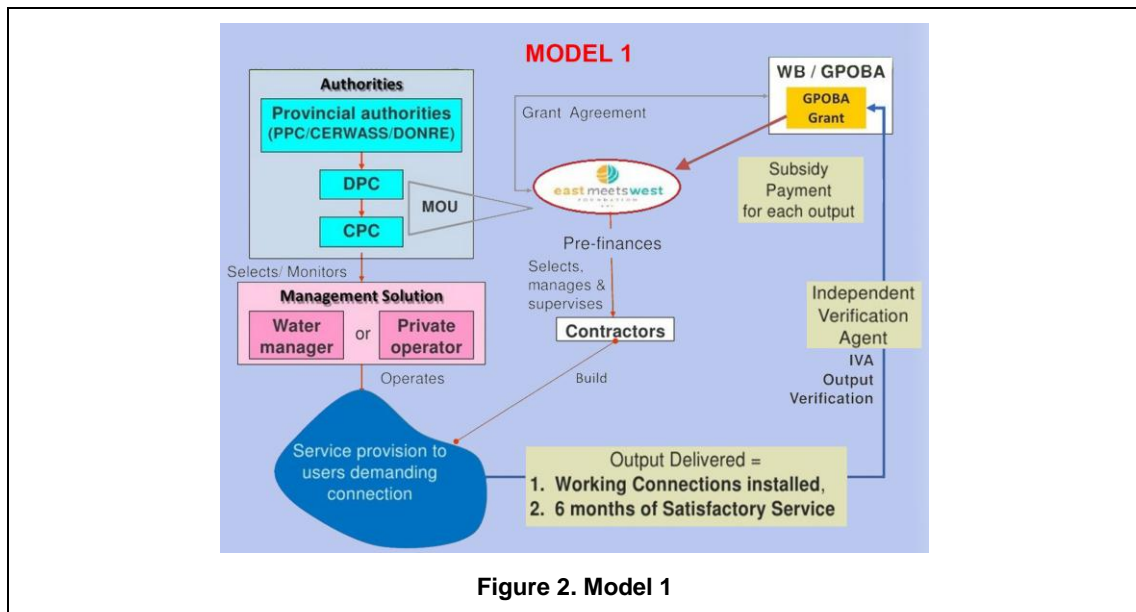 MODEL 1
Authorities
Provincial authorities
(PPC/CERWASS/DONRE)
DPC
CPC
MOU
Selects/ Monitors
Management Solution
Water
manager
or
Private
operator
Operates
Service provision to
users demanding
connection
Grant Agreement
eastmeetswest
FOUNDATION
Pre-finances
Selects,
manages &
supervises
Contractors
Build
WB / GPOBA
GPOBA
Grant
Subsidy
Payment
for each output
Independent
Verification
Agent
IVA
Output
Verification
Output Delivered =
1. Working Connections installed,
2. 6 months of Satisfactory Service
Figure 2. Model 1